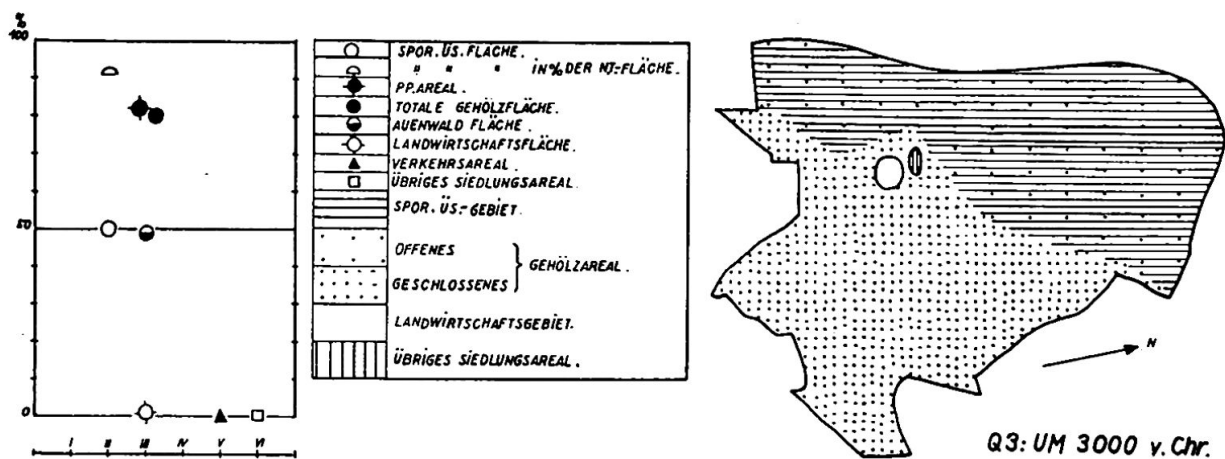 %
100
50
0
I II III IV V VI
SPOR. ÜS. FLÄCHE.
" " " IN % DER NJ-FLÄCHE.
PP. AREAL.
TOTALE GEHÖLZFLÄCHE.
AUENWALD FLÄCHE.
LANDWIRTSCHAFTSFLÄCHE.
VERKEHRSAREAL.
ÜBRIGES SIEDLUNGSAREAL.
SPOR. ÜS.-GEBIET.
OFFENES
GEHÖLZAREAL.
GESCHLOSSENES
LANDWIRTSCHAFTSGEBIET.
ÜBRIGES SIEDLUNGSAREAL.
N
Q3: UM 3000 v. Chr.